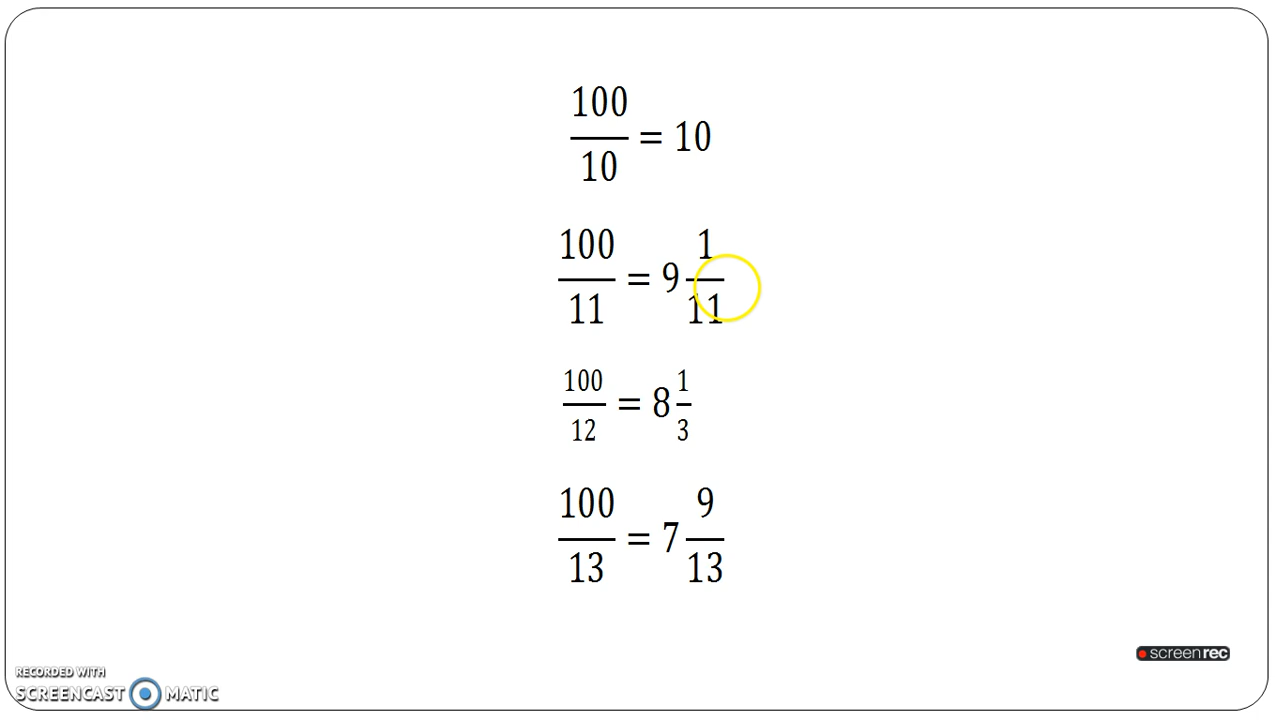 100/10 = 10
100/11 = 9 1/11
100/12 = 8 1/3
100/13 = 7 9/13
screenrec
RECORDED WITH
SCREENCAST MATIC